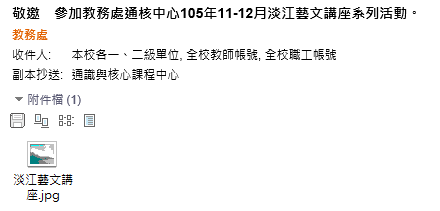 敬邀　參加教務處通核中心105年11-12月淡江藝文講座系列活動。
教務處
收件人:　本校各一、二級單位, 全校教師帳號, 全校職工帳號
副本抄送:　通識與核心課程中心
附件檔 (1)
淡江藝文講
座.jpg